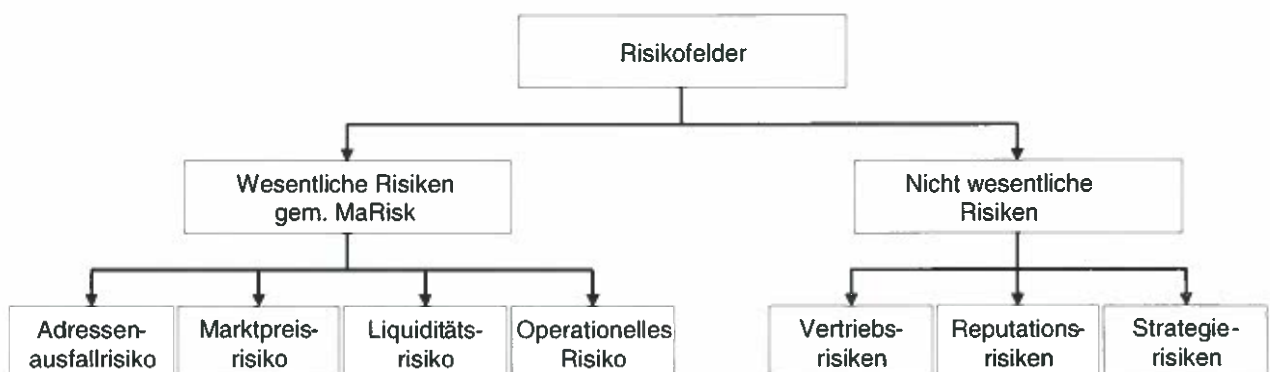 Risikofelder
Wesentliche Risiken
gem. MaRisk
Nicht wesentliche
Risiken
Adressen-
ausfallrisiko
Marktpreis-
risiko
Liquiditäts-
risiko
Operationelles
Risiko
Vertriebs-
risiken
Reputations-
risiken
Strategie-
risiken